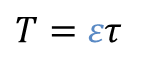 T = ετ